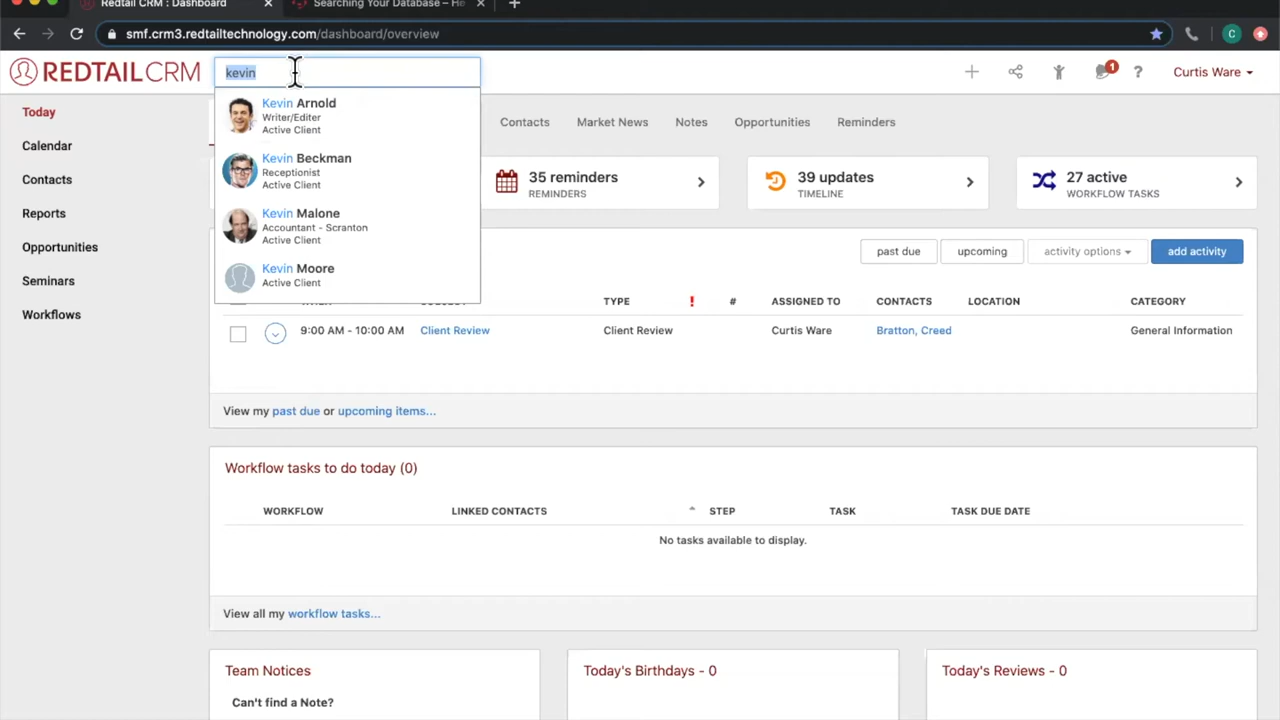 Redtail CRM : Dashboard
Searching Your Database – He
smf.crm3.redtailtechnology.com/dashboard/overview
C
REDTAILCRM
kevin
1
?
Curtis Ware
Kevin Arnold
Writer/Editer
Active Client
Kevin Beckman
Receptionist
Active Client
Kevin Malone
Accountant - Scranton
Active Client
Kevin Moore
Active Client
Today
Calendar
Contacts
Reports
Opportunities
Seminars
Workflows
Contacts
Market News
Notes
Opportunities
Reminders
35 reminders
REMINDERS
39 updates
TIMELINE
27 active
WORKFLOW TASKS
past due
upcoming
activity options
add activity
TYPE
!
#
ASSIGNED TO
CONTACTS
LOCATION
CATEGORY
9:00 AM - 10:00 AM
Client Review
Client Review
Curtis Ware
Bratton, Creed
General Information
View my past due or upcoming items...
Workflow tasks to do today (0)
WORKFLOW
LINKED CONTACTS
STEP
TASK
TASK DUE DATE
No tasks available to display.
View all my workflow tasks...
Team Notices
Can't find a Note?
Today's Birthdays - 0
Today's Reviews - 0